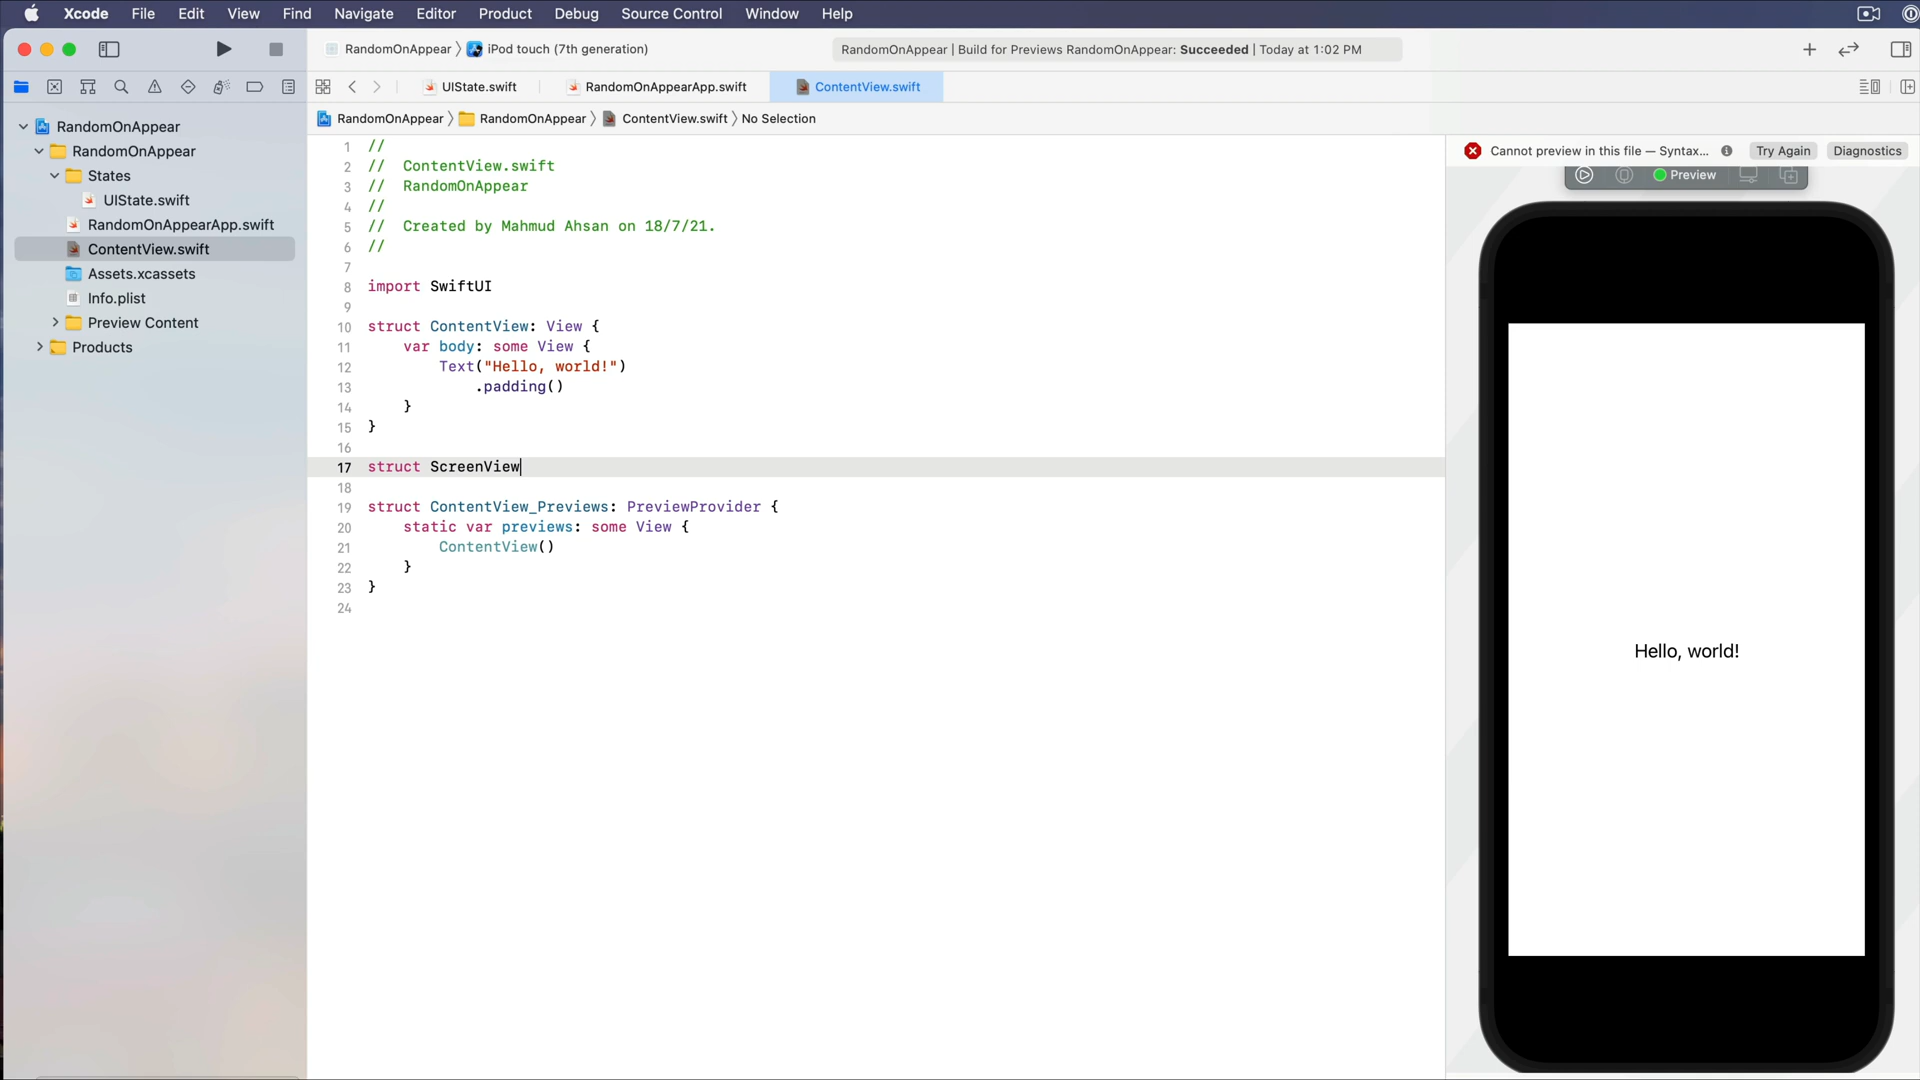 Xcode File Edit View Find Navigate Editor Product Debug Source Control Window Help
RandomOnAppear 〉 iPod touch (7th generation)
RandomOnAppear | Build for Previews RandomOnAppear: Succeeded | Today at 1:02 PM
UIState.swift RandomOnAppearApp.swift ContentView.swift
RandomOnAppear 〉 RandomOnAppear 〉 ContentView.swift 〉 No Selection
RandomOnAppear
RandomOnAppear
States
UIState.swift
RandomOnAppearApp.swift
ContentView.swift
Assets.xcassets
Info.plist
Preview Content
Products
1 //
2 //  ContentView.swift
3 //  RandomOnAppear
4 //
5 //  Created by Mahmud Ahsan on 18/7/21.
6 //
7
8 import SwiftUI
9
10 struct ContentView: View {
11     var body: some View {
12         Text("Hello, world!")
13             .padding()
14     }
15 }
16
17 struct ScreenView
18
19 struct ContentView_Previews: PreviewProvider {
20     static var previews: some View {
21         ContentView()
22     }
23 }
24
Cannot preview in this file — Syntax... Try Again Diagnostics
Preview
Hello, world!